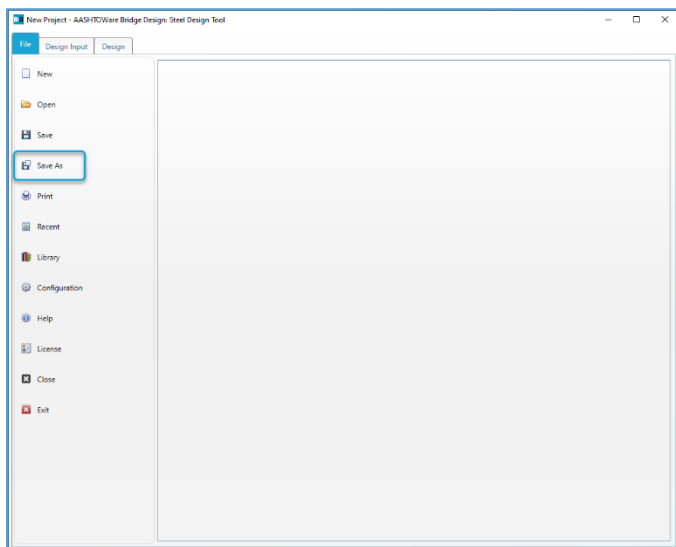 New Project - AASHTOWare Bridge Design: Steel Design Tool
File Design Input Design
New
Open
Save
Save As
Print
Recent
Library
Configuration
Help
License
Close
Exit